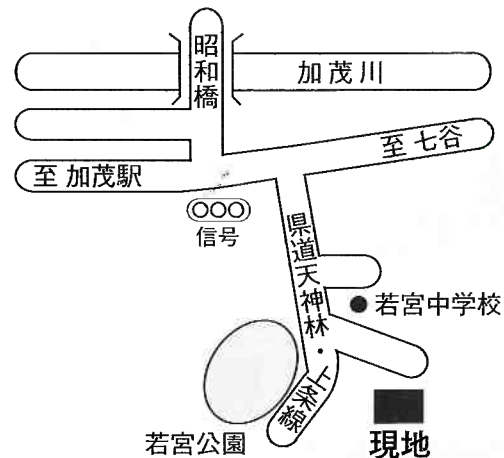 昭和橋
加茂川
至 七谷
至 加茂駅
信号
県道天神林・上条線
若宮中学校
若宮公園
現地